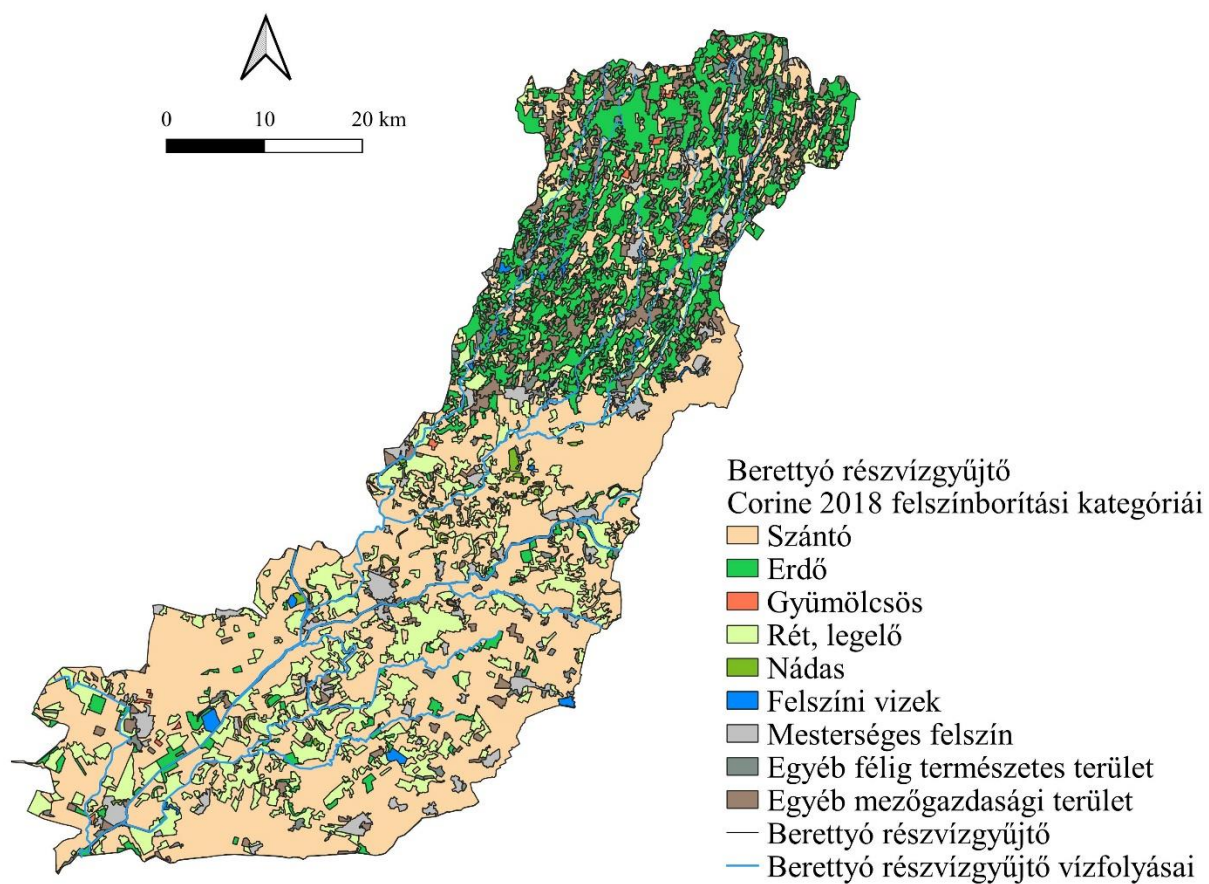 0 10 20 km
Berettyó részvízgyűjtő
Corine 2018 felszínborítási kategóriái
Szántó
Erdő
Gyümölcsös
Rét, legelő
Nádas
Felszíni vizek
Mesterséges felszín
Egyéb félig természetes terület
Egyéb mezőgazdasági terület
Berettyó részvízgyűjtő
Berettyó részvízgyűjtő vízfolyásai